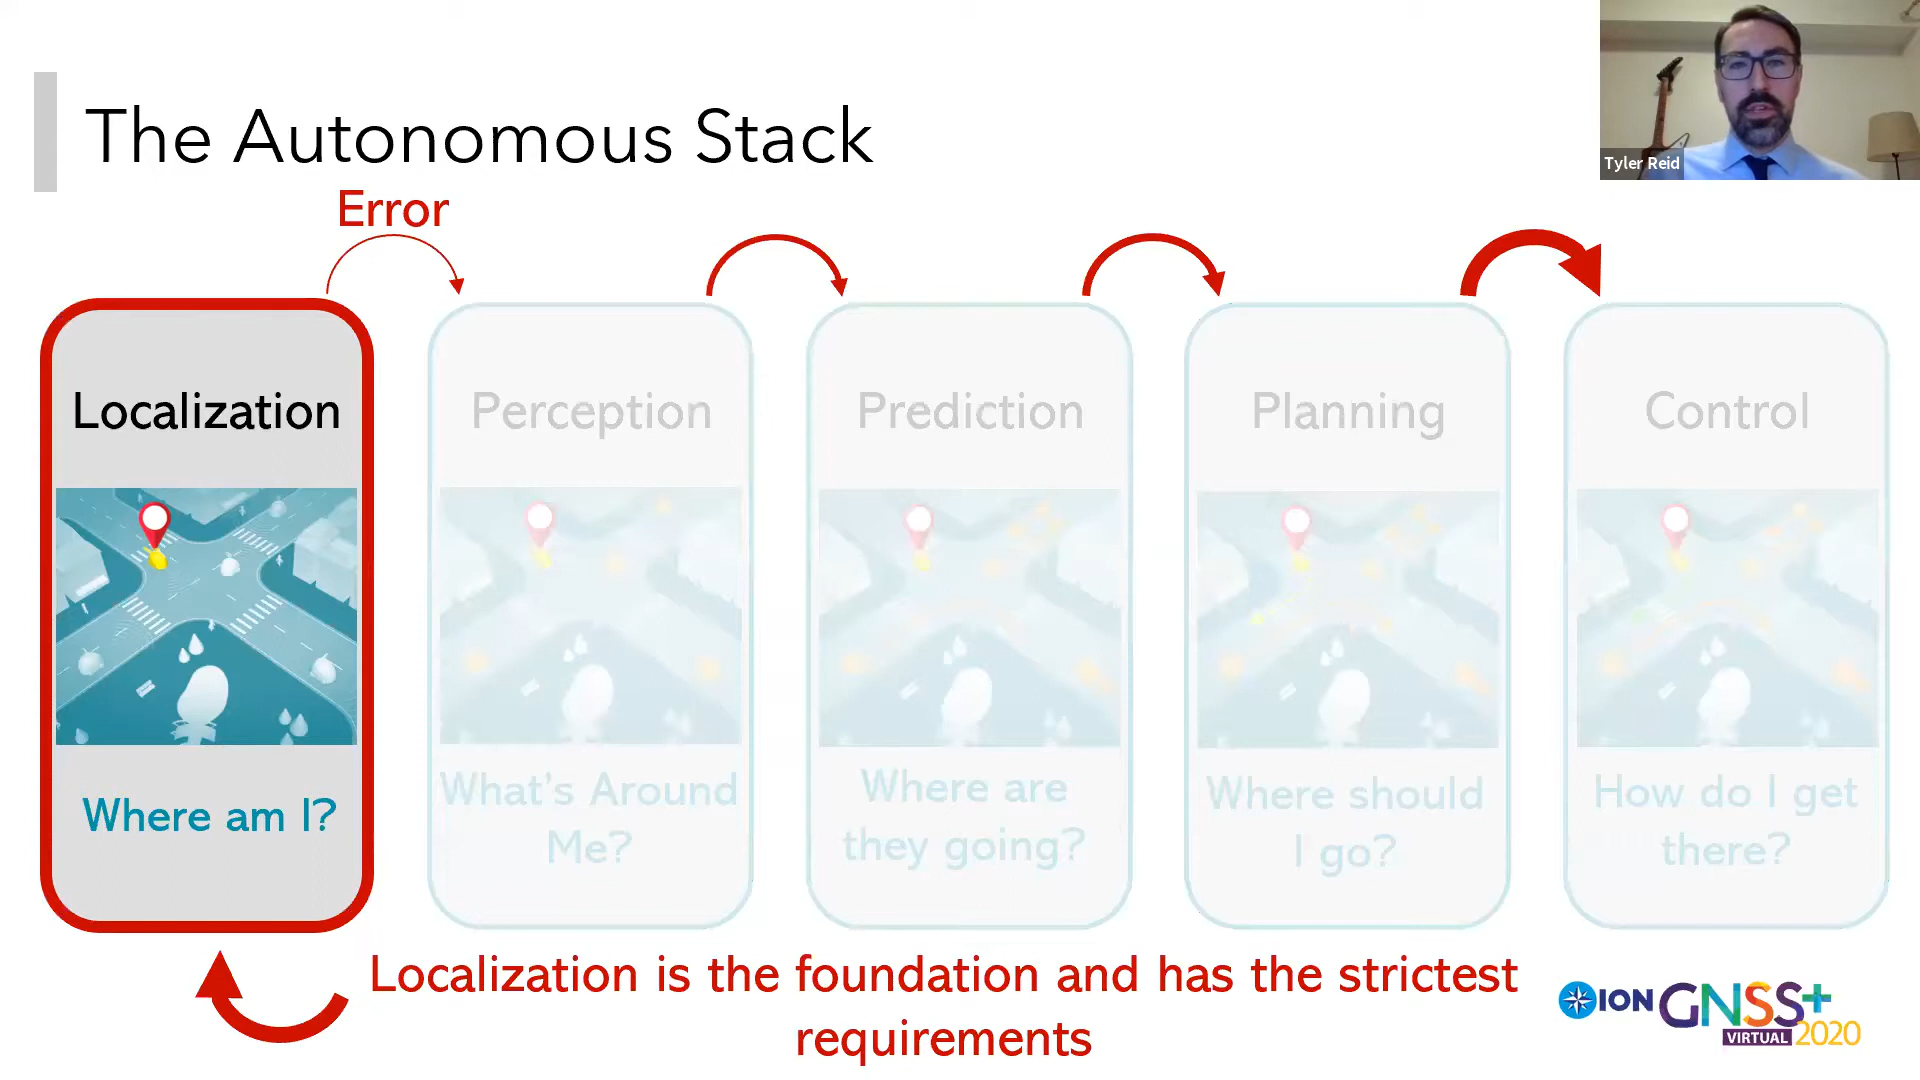 The Autonomous Stack
Tyler Reid
Error
Localization
Perception
Prediction
Planning
Control
Where am I?
What's Around
Me?
Where are
they going?
Where should
I go?
How do I get
there?
Localization is the foundation and has the strictest
requirements
ION GNSS+
VIRTUAL 2020